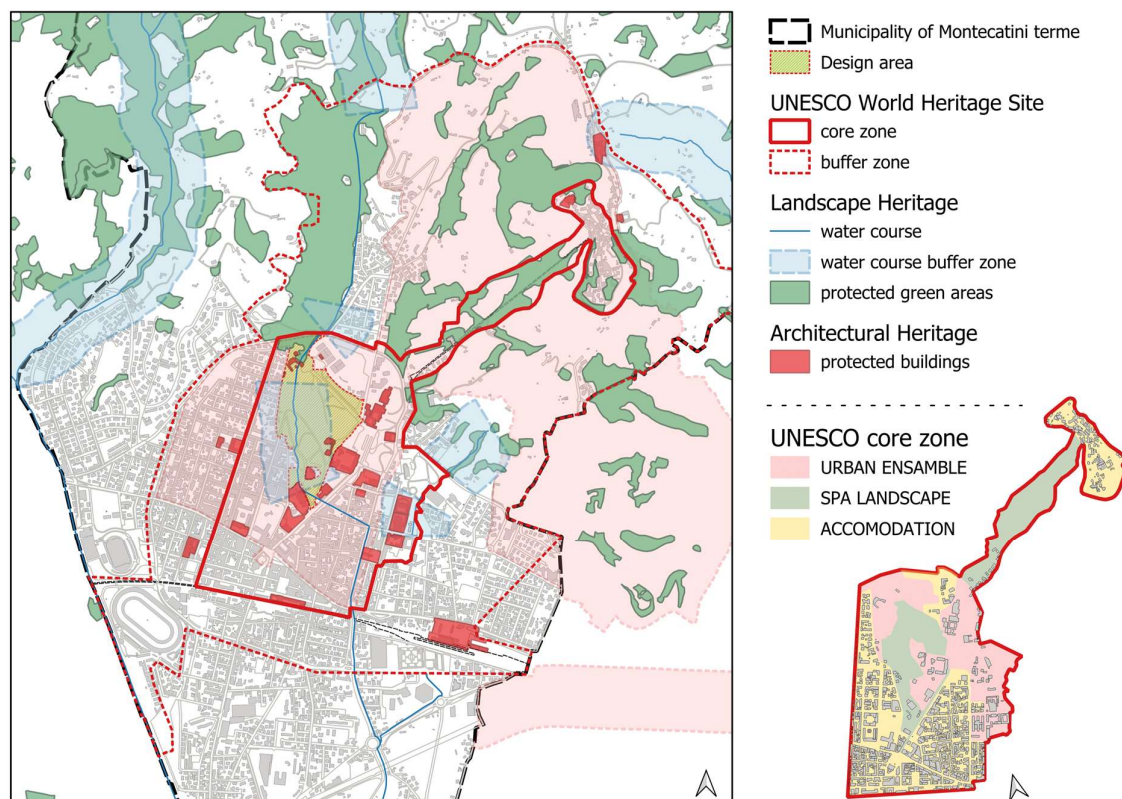 Municipality of Montecatini terme
Design area
UNESCO World Heritage Site
core zone
buffer zone
Landscape Heritage
water course
water course buffer zone
protected green areas
Architectural Heritage
protected buildings
UNESCO core zone
URBAN ENSAMBLE
SPA LANDSCAPE
ACCOMODATION